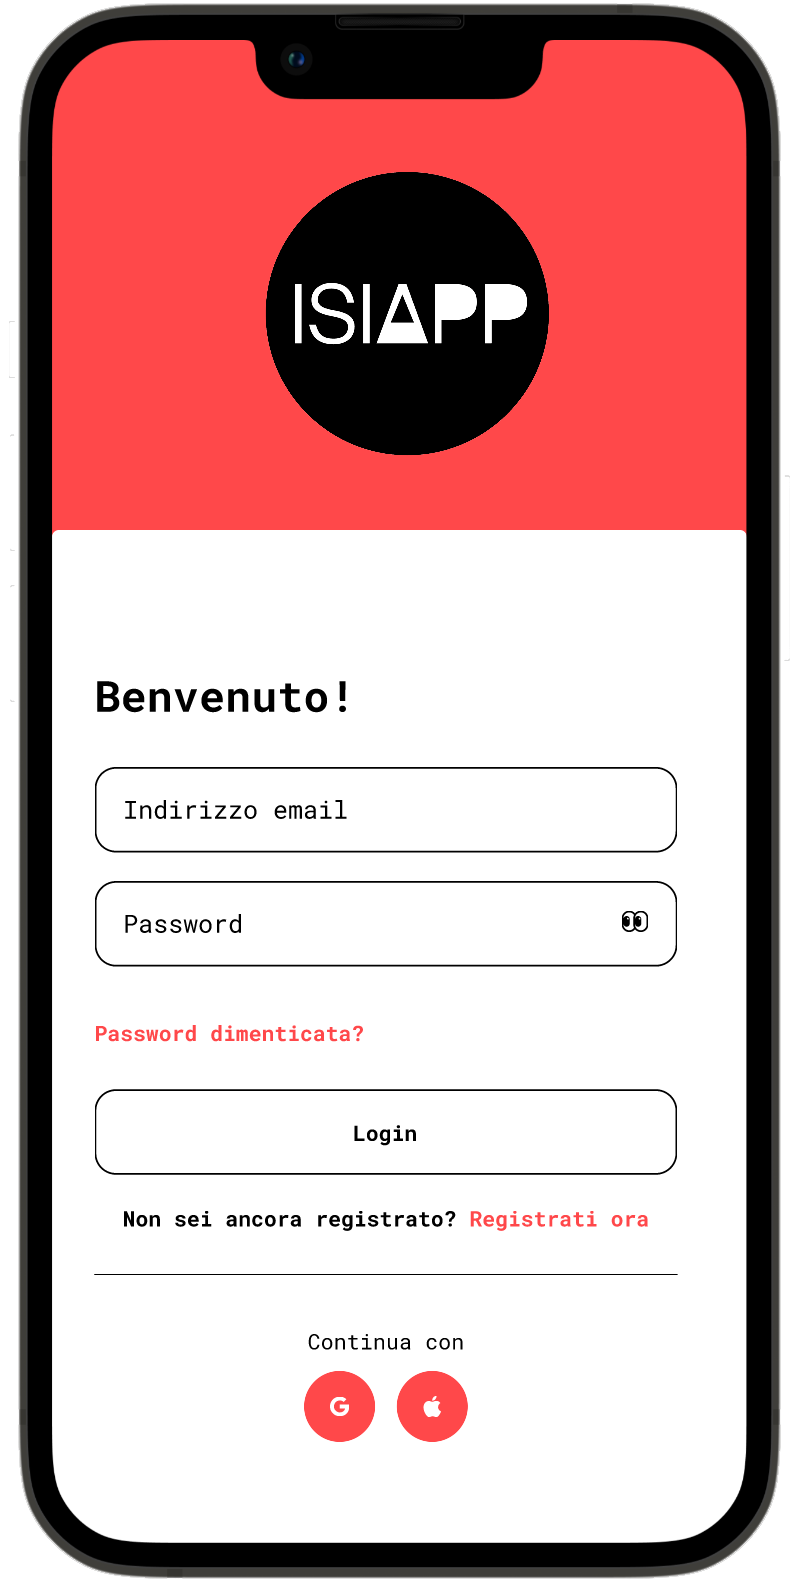 ISIAPP
Benvenuto!
Indirizzo email
Password
Password dimenticata?
Login
Non sei ancora registrato? Registrati ora
Continua con